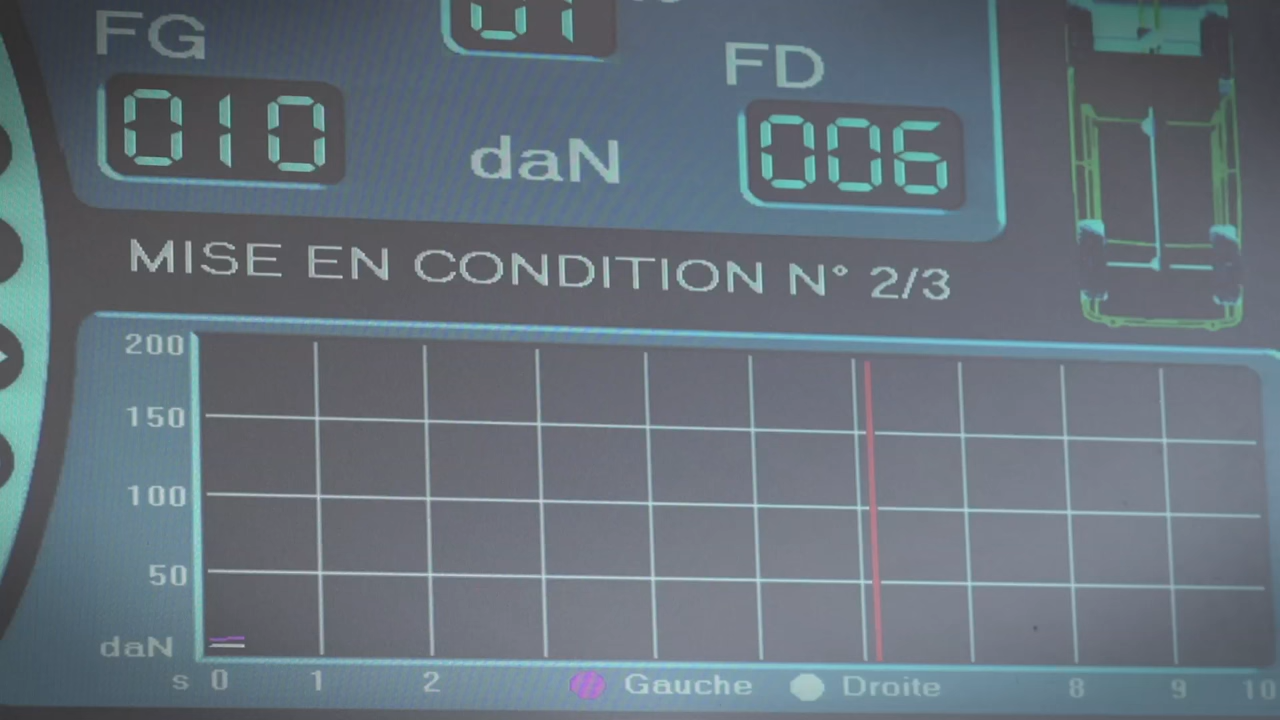 FG
01
FD
010
daN
006
MISE EN CONDITION N° 2/3
200
150
100
50
daN
s 0 1 2 Gauche Droite 8 9 10